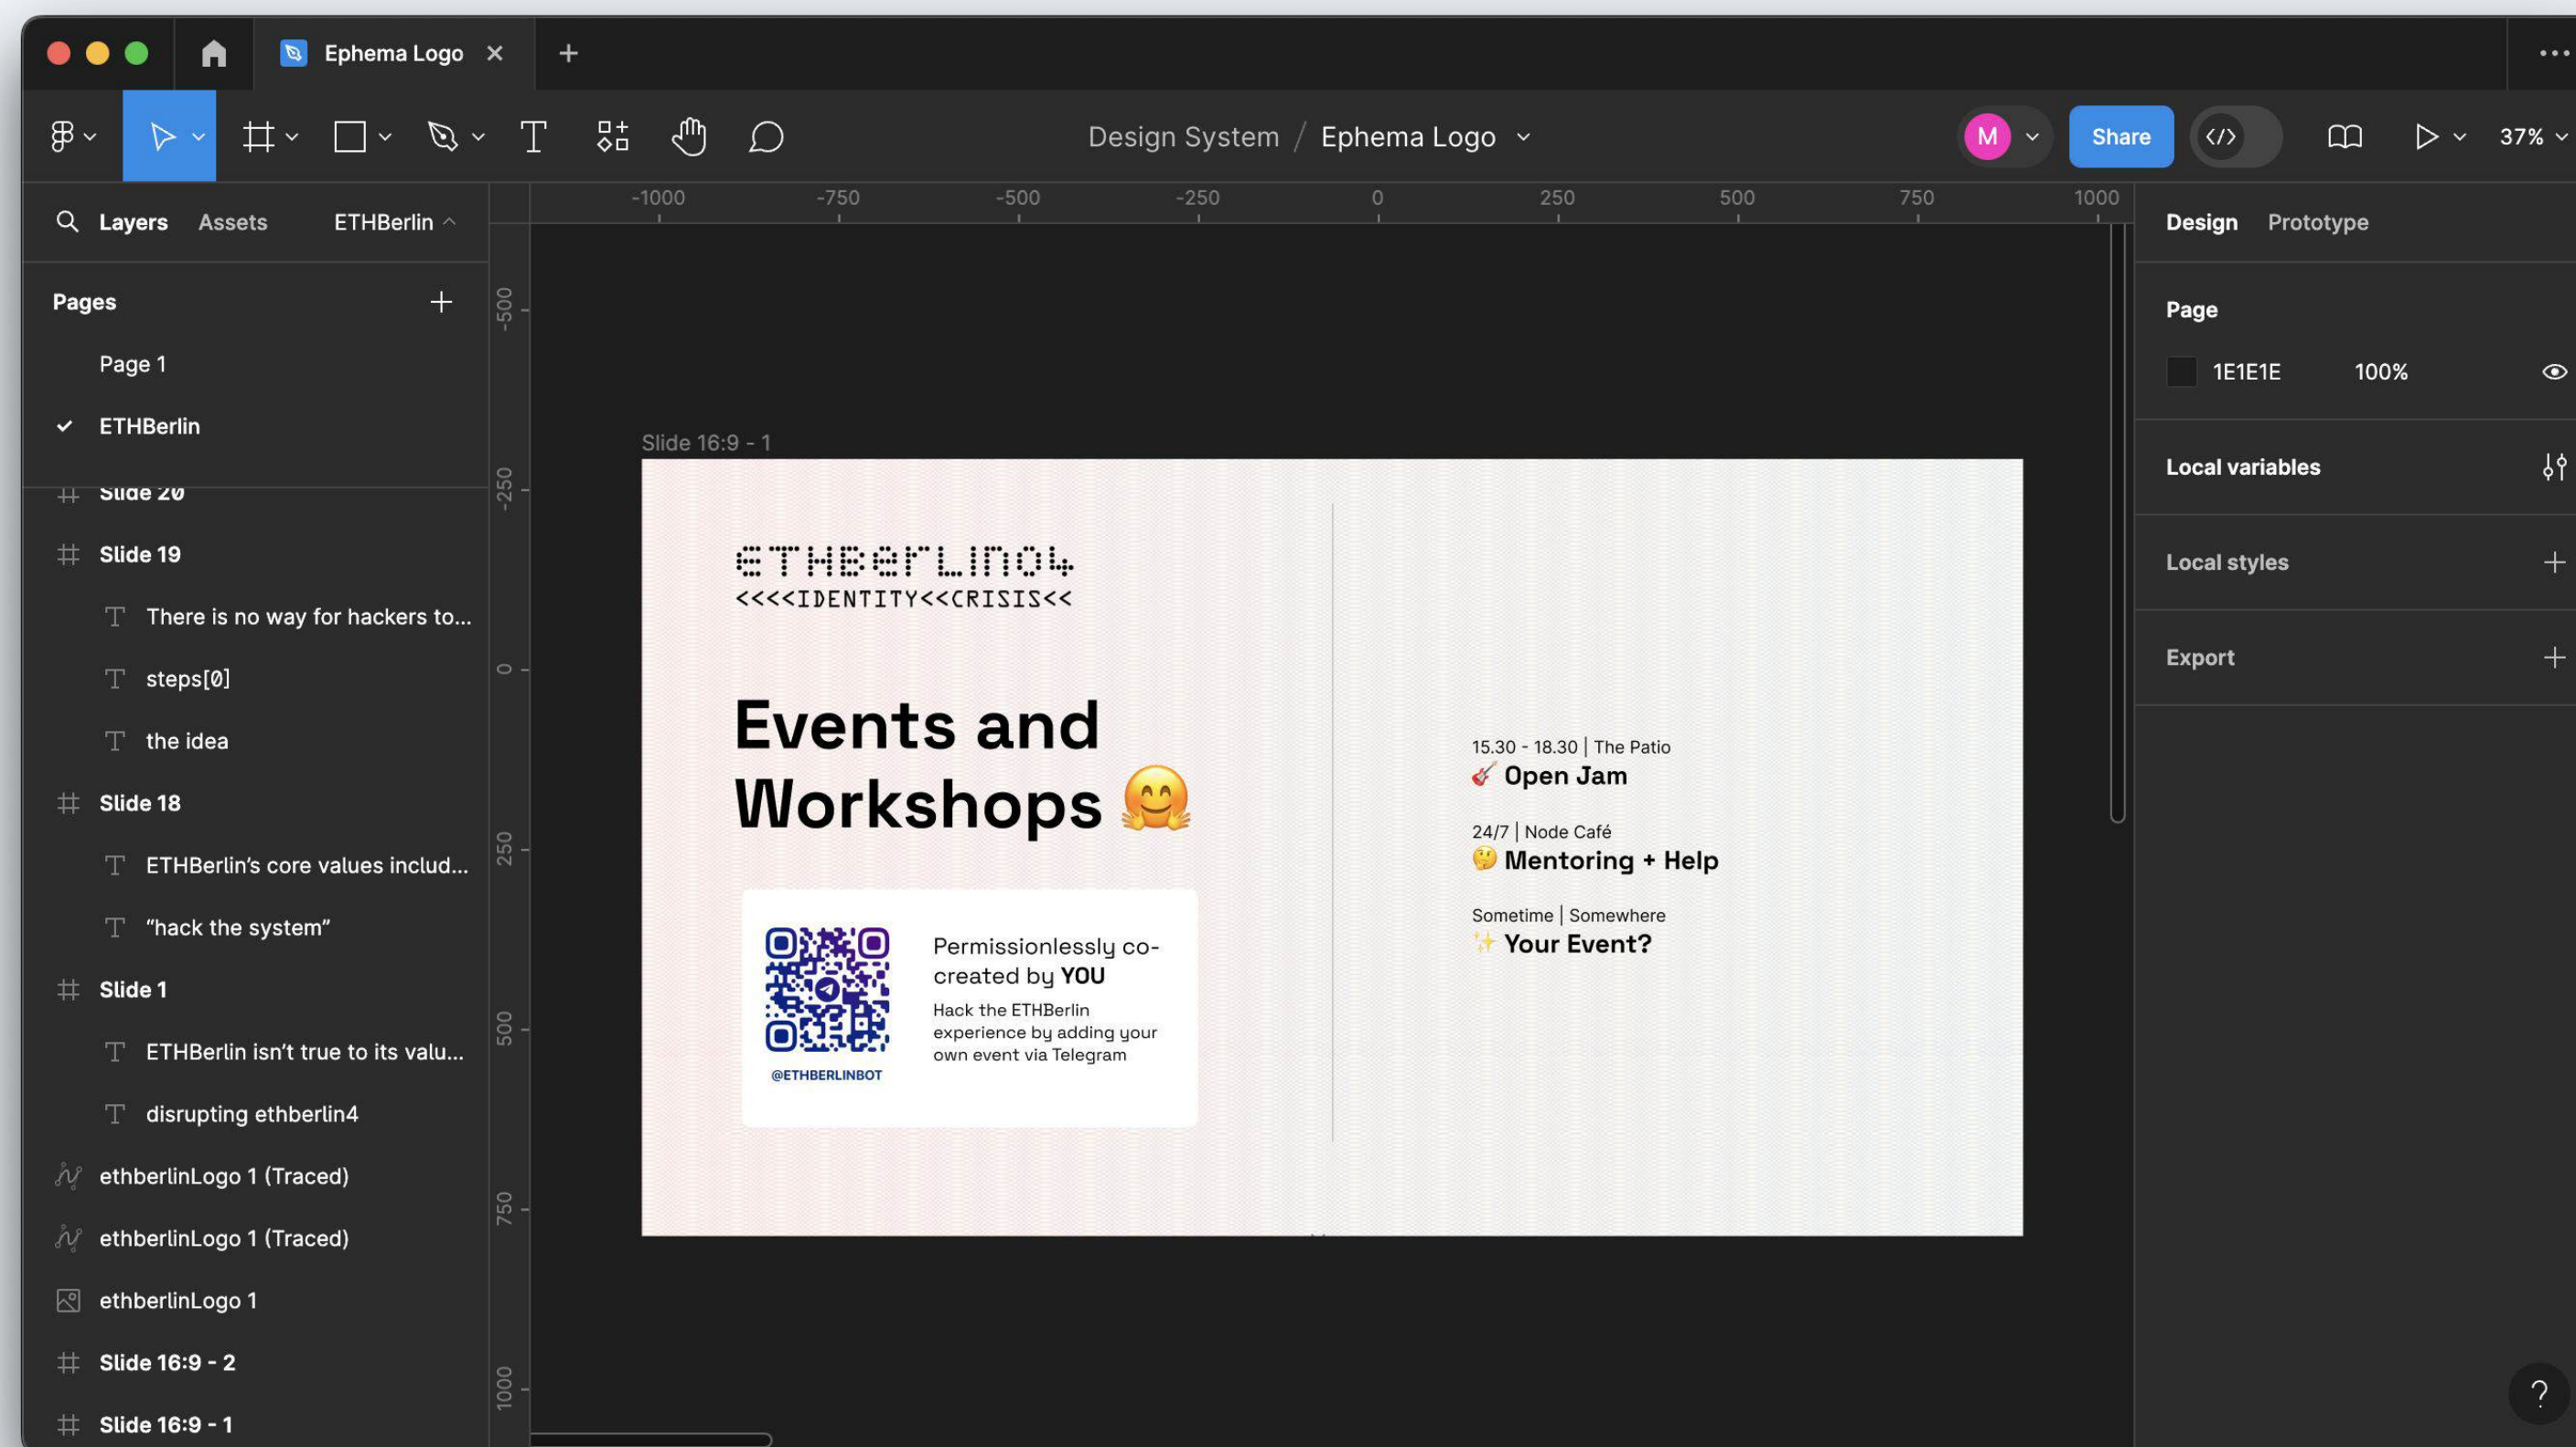 Ephema Logo
Design System / Ephema Logo
M
Share
37%
Layers Assets ETHBerlin
Pages
Page 1
ETHBerlin
Slide 20
Slide 19
There is no way for hackers to...
steps[0]
the idea
Slide 18
ETHBerlin’s core values includ...
“hack the system”
Slide 1
ETHBerlin isn’t true to its valu...
disrupting ethberlin4
ethberlinLogo 1 (Traced)
ethberlinLogo 1 (Traced)
ethberlinLogo 1
Slide 16:9 - 2
Slide 16:9 - 1
-1000 -750 -500 -250 0 250 500 750 1000
-500
-250
0
250
500
750
1000
Slide 16:9 - 1
ETHBerLIn04
<<<<IDENTITY<<CRISIS<<
Events and
Workshops 🤗
@ETHBERLINBOT
Permissionlessly co-
created by YOU
Hack the ETHBerlin
experience by adding your
own event via Telegram
15.30 - 18.30 | The Patio
🎸 Open Jam
24/7 | Node Café
🤔 Mentoring + Help
Sometime | Somewhere
✨ Your Event?
Design Prototype
Page
1E1E1E 100%
Local variables
Local styles
Export
?